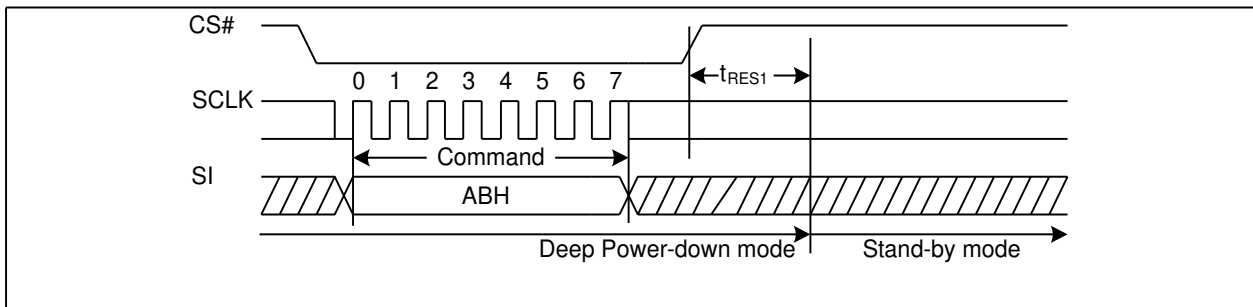 CS#
tRES1
0 1 2 3 4 5 6 7
SCLK
Command
SI
ABH
Deep Power-down mode Stand-by mode